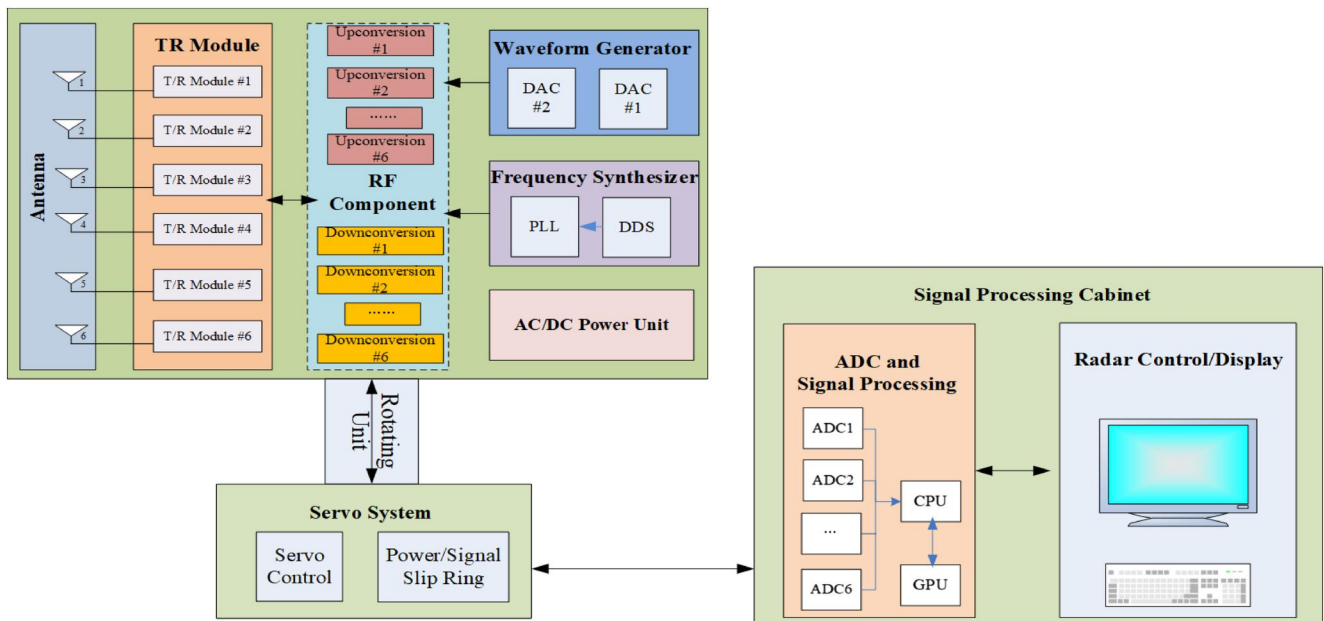 Antenna
1
2
3
4
5
6
TR Module
T/R Module #1
T/R Module #2
T/R Module #3
T/R Module #4
T/R Module #5
T/R Module #6
Upconversion
#1
Upconversion
#2
……
Upconversion
#6
RF
Component
Downconversion
#1
Downconversion
#2
……
Downconversion
#6
Waveform Generator
DAC
#2
DAC
#1
Frequency Synthesizer
PLL
DDS
AC/DC Power Unit
Rotating
Unit
Servo System
Servo
Control
Power/Signal
Slip Ring
Signal Processing Cabinet
ADC and
Signal Processing
ADC1
ADC2
...
ADC6
CPU
GPU
Radar Control/Display